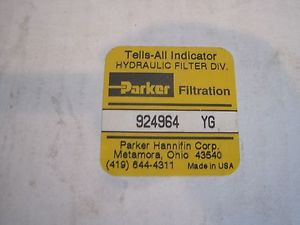 Tells-All Indicator
HYDRAULIC FILTER DIV.
Parker Filtration
924964 YG
Parker Hannifin Corp.
Metamora, Ohio 43540
(419) 644-4311 Made in USA